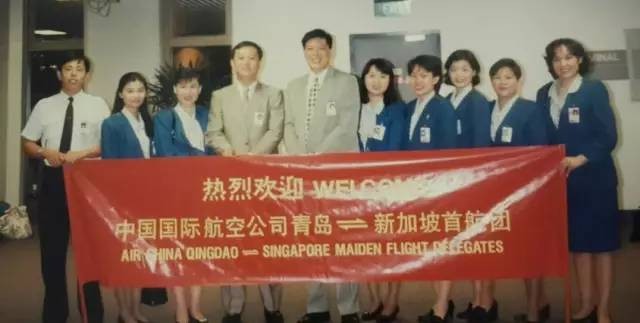 热烈欢迎 WELCOME
中国国际航空公司青岛⇌新加坡首航团
AIR CHINA QINGDAO ⇌ SINGAPORE MAIDEN FLIGHT DELEGATES